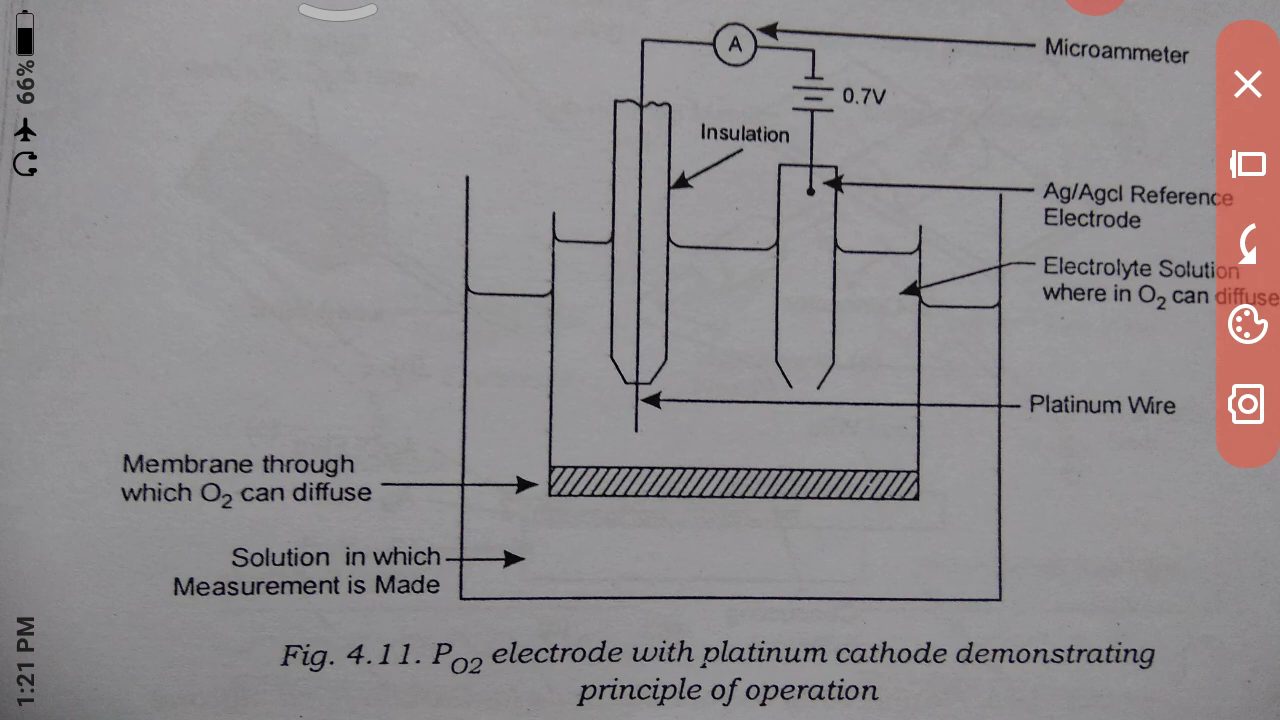 66%
1:21 PM
A
Microammeter
0.7V
Insulation
Ag/Agcl Reference
Electrode
Electrolyte Solution
where in O2 can diffuse
Platinum Wire
Membrane through
which O2 can diffuse
Solution in which
Measurement is Made
Fig. 4.11. PO2 electrode with platinum cathode demonstrating
principle of operation